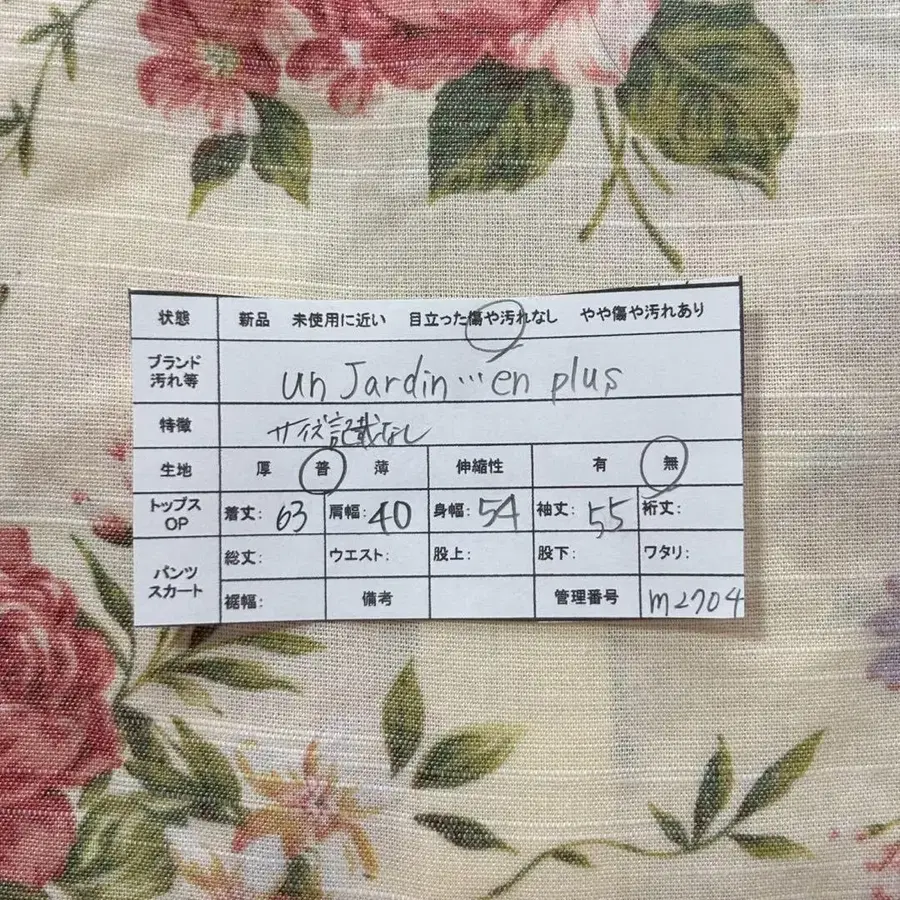 状態 新品 未使用に近い 目立った傷や汚れなし やや傷や汚れあり
ブランド 汚れ等 un Jardin…en plus
特徴 サイズ記載なし
生地 厚 普 薄 伸縮性 有 無
トップス OP 着丈: 63 肩幅: 40 身幅: 54 袖丈: 55 裄丈:
パンツ スカート 総丈: ウエスト: 股上: 股下: ワタリ:
裾幅: 備考 管理番号 m2704